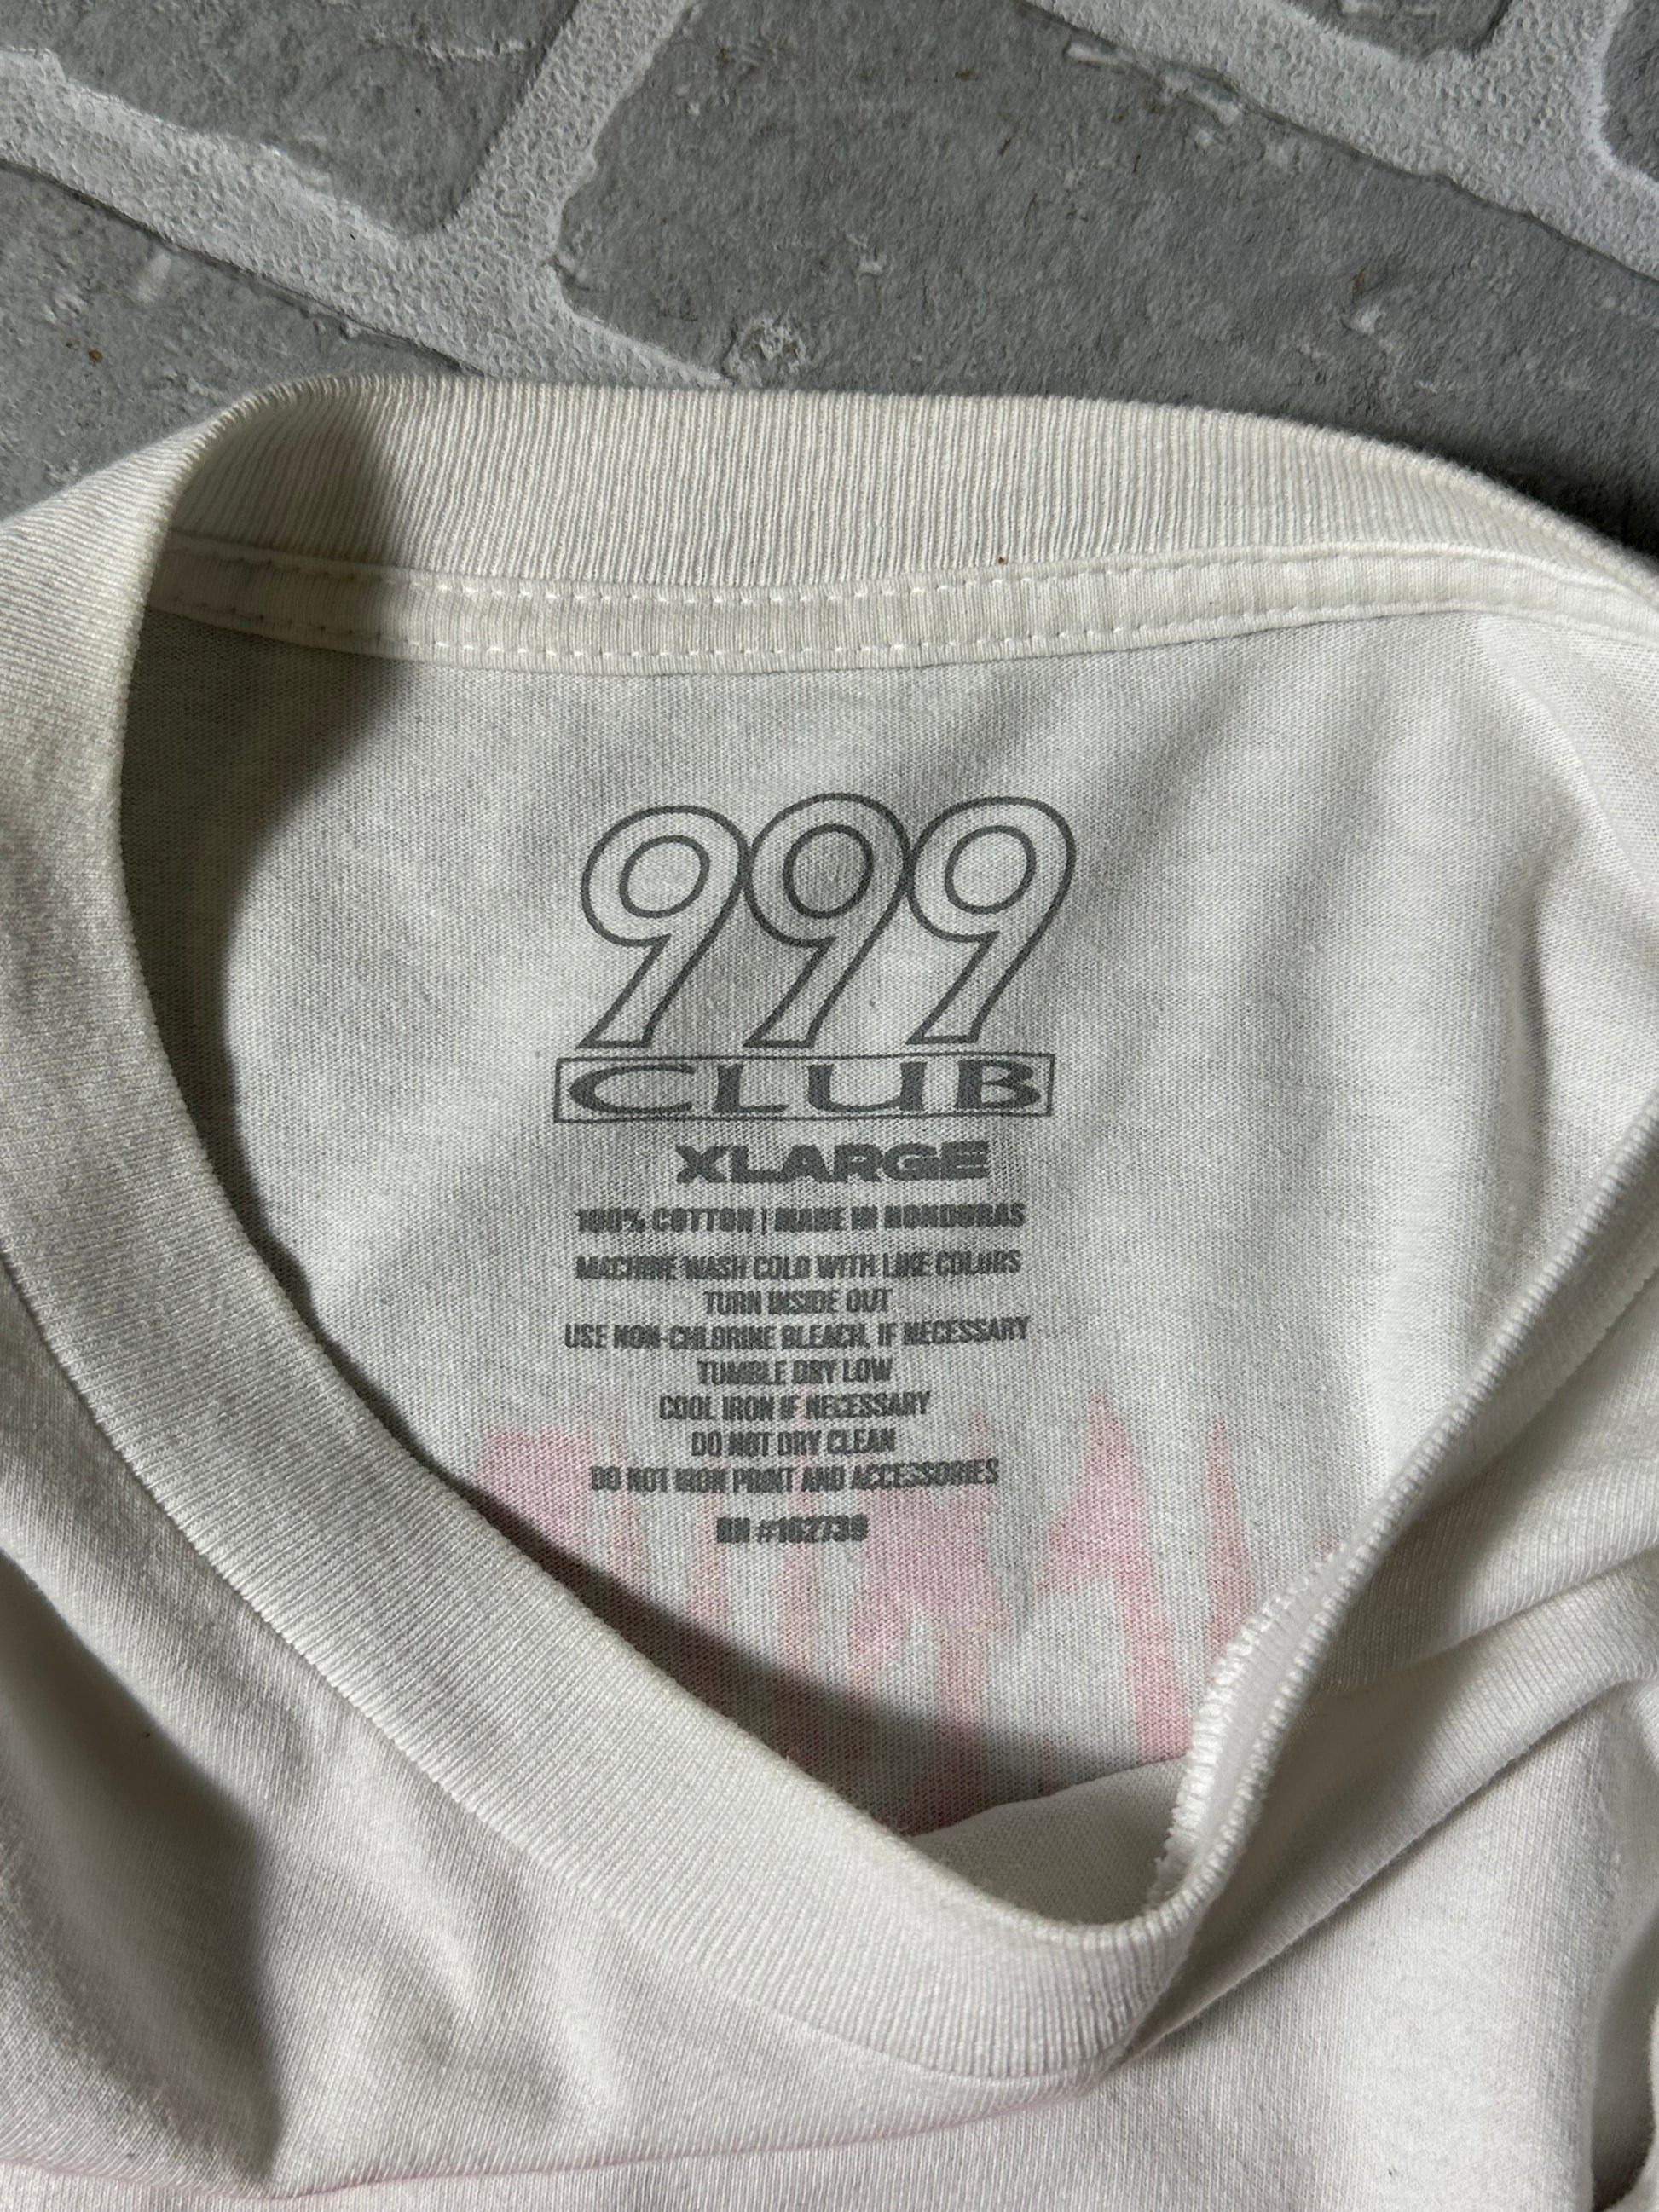 999
CLUB
XLARGE
100% COTTON | MADE IN HONDURAS
MACHINE WASH COLD WITH LIKE COLORS
TURN INSIDE OUT
USE NON-CHLORINE BLEACH, IF NECESSARY
TUMBLE DRY LOW
COOL IRON IF NECESSARY
DO NOT DRY CLEAN
DO NOT IRON PRINT AND ACCESSORIES
RN #162739